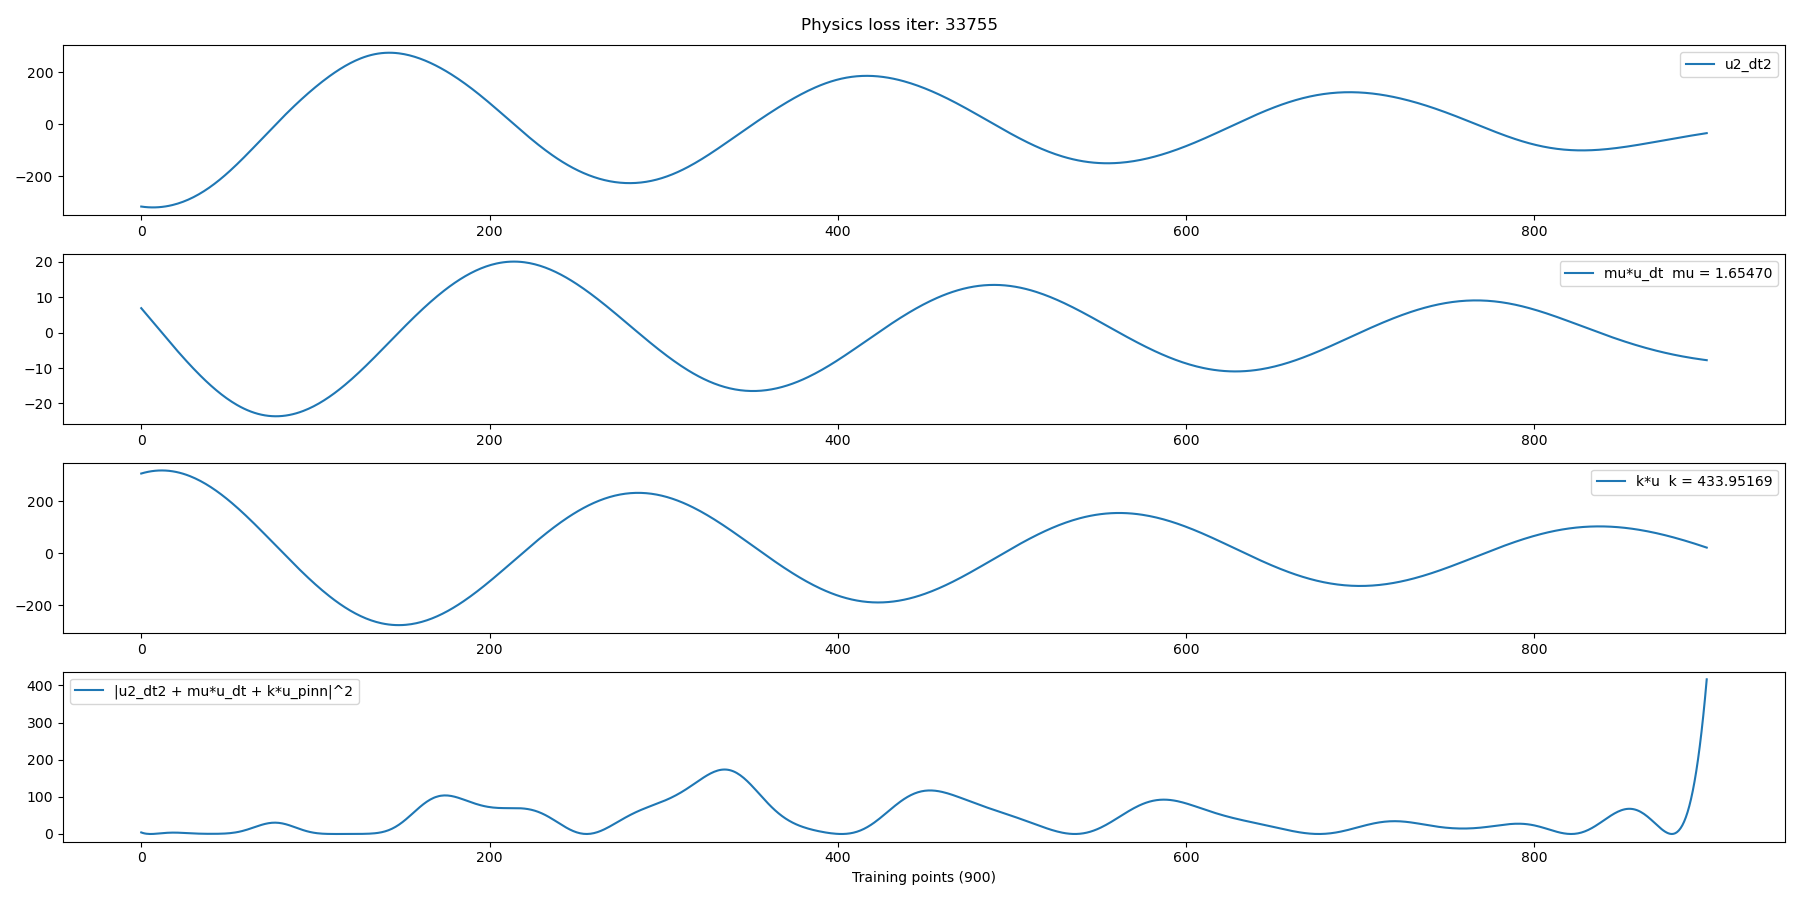 Physics loss iter: 33755
200
0
−200
u2_dt2
0 200 400 600 800
20
10
0
−10
−20
mu*u_dt  mu = 1.65470
0 200 400 600 800
200
0
−200
k*u  k = 433.95169
0 200 400 600 800
400
300
200
100
0
|u2_dt2 + mu*u_dt + k*u_pinn|^2
0 200 400 600 800
Training points (900)